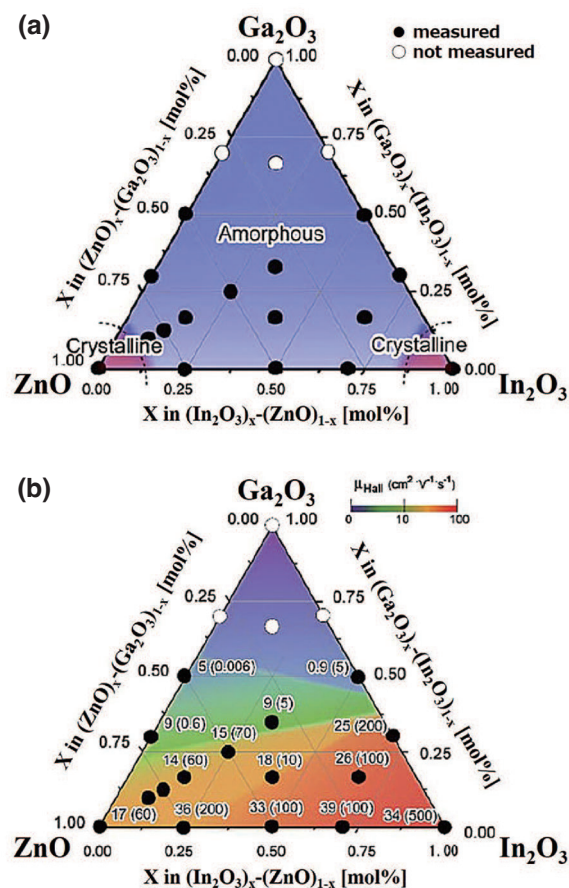 (a)
Ga₂O₃
● measured
○ not measured
0.00
1.00
X in (ZnO)ₓ-(Ga₂O₃)₁₋ₓ [mol%]
X in (Ga₂O₃)ₓ-(In₂O₃)₁₋ₓ [mol%]
0.25
0.75
0.50
0.50
Amorphous
0.75
0.25
Crystalline
Crystalline
1.00
0.00
ZnO
In₂O₃
0.00
0.25
0.50
0.75
1.00
X in (In₂O₃)ₓ-(ZnO)₁₋ₓ [mol%]
(b)
μHall (cm²·V⁻¹·s⁻¹)
0 10 100
Ga₂O₃
0.00
1.00
X in (ZnO)ₓ-(Ga₂O₃)₁₋ₓ [mol%]
X in (Ga₂O₃)ₓ-(In₂O₃)₁₋ₓ [mol%]
0.25
0.75
0.50
5 (0.006)
0.9 (5)
0.50
9 (5)
9 (0.6)
15 (70)
25 (200)
0.75
0.25
14 (60)
18 (10)
26 (100)
17 (60)
36 (200)
33 (100)
39 (100)
34 (500)
1.00
0.00
ZnO
In₂O₃
0.00
0.25
0.50
0.75
1.00
X in (In₂O₃)ₓ-(ZnO)₁₋ₓ [mol%]